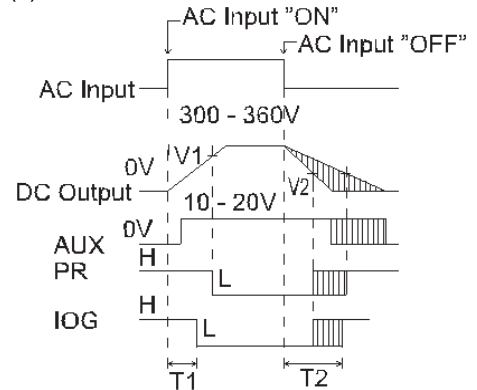 AC Input "ON"
AC Input "OFF"
AC Input
300 - 360V
0V
V1
V2
DC Output
10 - 20V
0V
AUX
H
PR
L
H
IOG
L
T1
T2